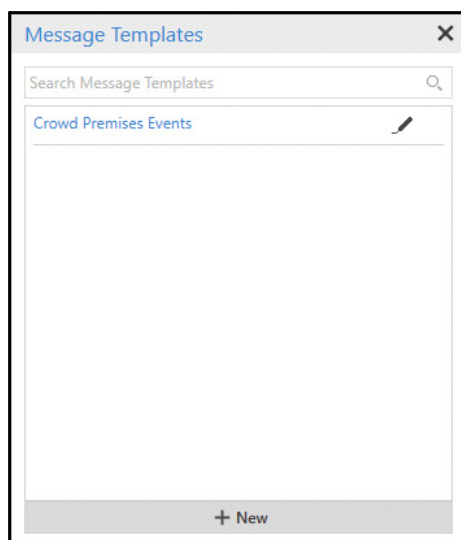 Message Templates
Search Message Templates
Crowd Premises Events
+ New